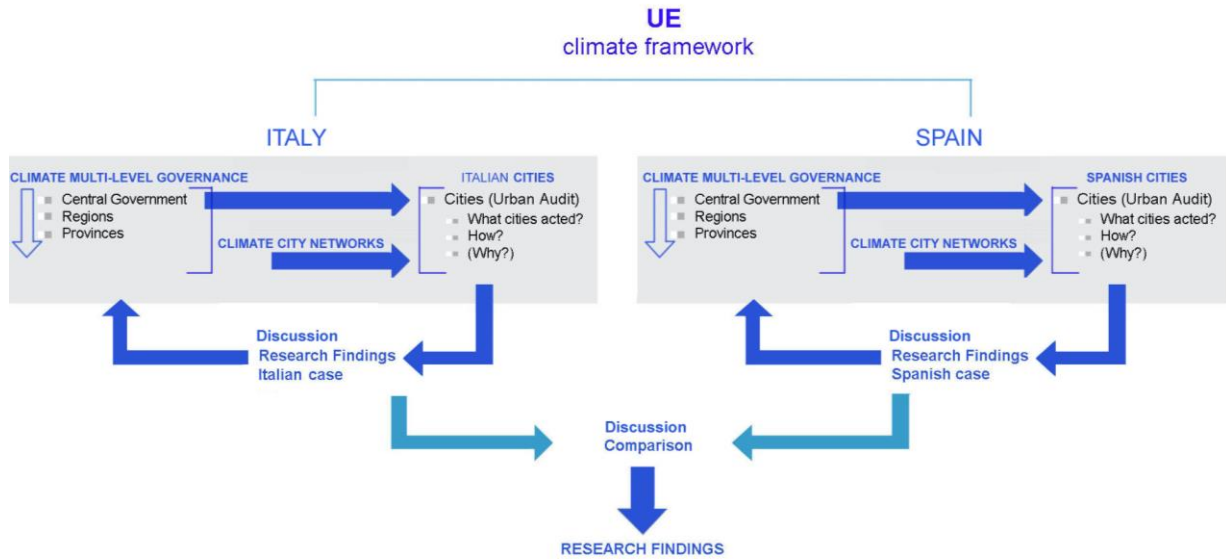 UE
climate framework
ITALY
CLIMATE MULTI-LEVEL GOVERNANCE
Central Government
Regions
Provinces
CLIMATE CITY NETWORKS
ITALIAN CITIES
Cities (Urban Audit)
What cities acted?
How?
(Why?)
Discussion
Research Findings
Italian case
SPAIN
CLIMATE MULTI-LEVEL GOVERNANCE
Central Government
Regions
Provinces
CLIMATE CITY NETWORKS
SPANISH CITIES
Cities (Urban Audit)
What cities acted?
How?
(Why?)
Discussion
Research Findings
Spanish case
Discussion
Comparison
RESEARCH FINDINGS